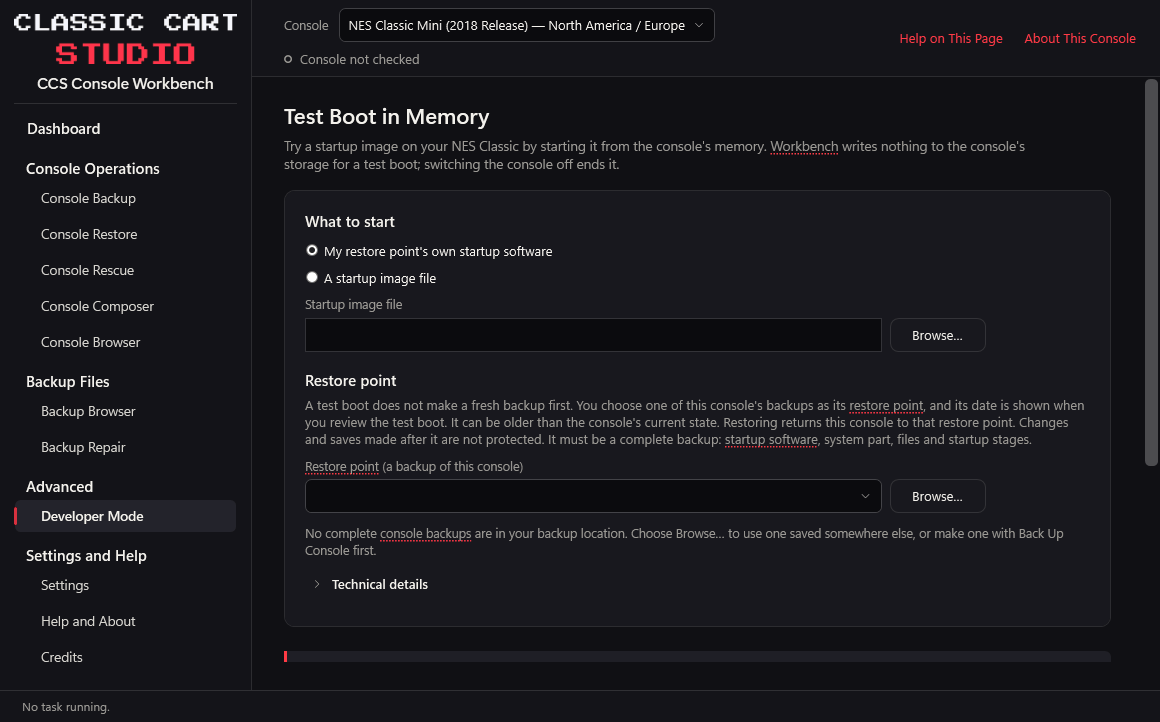 CLASSIC CART
STUDIO
CCS Console Workbench
Dashboard
Console Operations
Console Backup
Console Restore
Console Rescue
Console Composer
Console Browser
Backup Files
Backup Browser
Backup Repair
Advanced
Developer Mode
Settings and Help
Settings
Help and About
Credits
Console
NES Classic Mini (2018 Release) — North America / Europe
Console not checked
Help on This Page
About This Console
Test Boot in Memory
Try a startup image on your NES Classic by starting it from the console's memory. Workbench writes nothing to the console's
storage for a test boot; switching the console off ends it.
What to start
My restore point's own startup software
A startup image file
Startup image file
Browse...
Restore point
A test boot does not make a fresh backup first. You choose one of this console's backups as its restore point, and its date is shown when
you review the test boot. It can be older than the console's current state. Restoring returns this console to that restore point. Changes
and saves made after it are not protected. It must be a complete backup: startup software, system part, files and startup stages.
Restore point (a backup of this console)
Browse...
No complete console backups are in your backup location. Choose Browse... to use one saved somewhere else, or make one with Back Up
Console first.
Technical details
No task running.